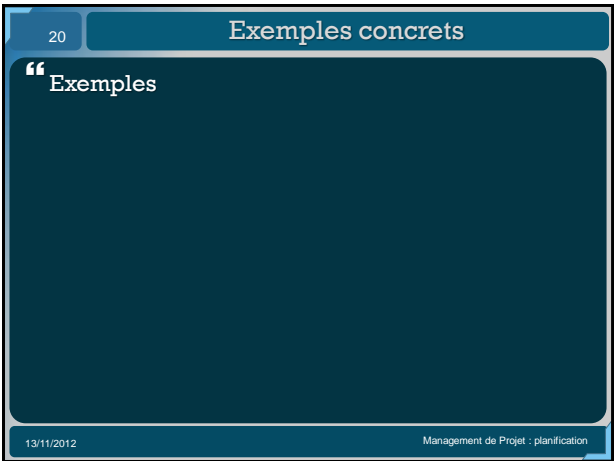 20
Exemples concrets
“Exemples
13/11/2012
Management de Projet : planification